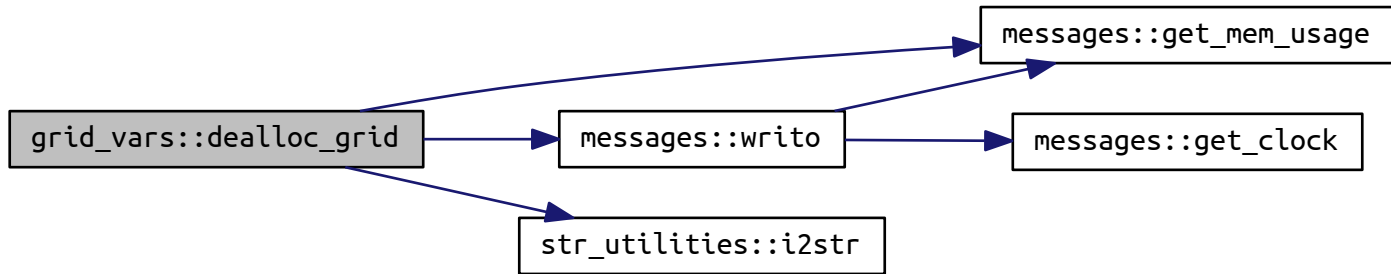 messages::get_mem_usage
grid_vars::dealloc_grid
messages::writo
messages::get_clock
str_utilities::i2str